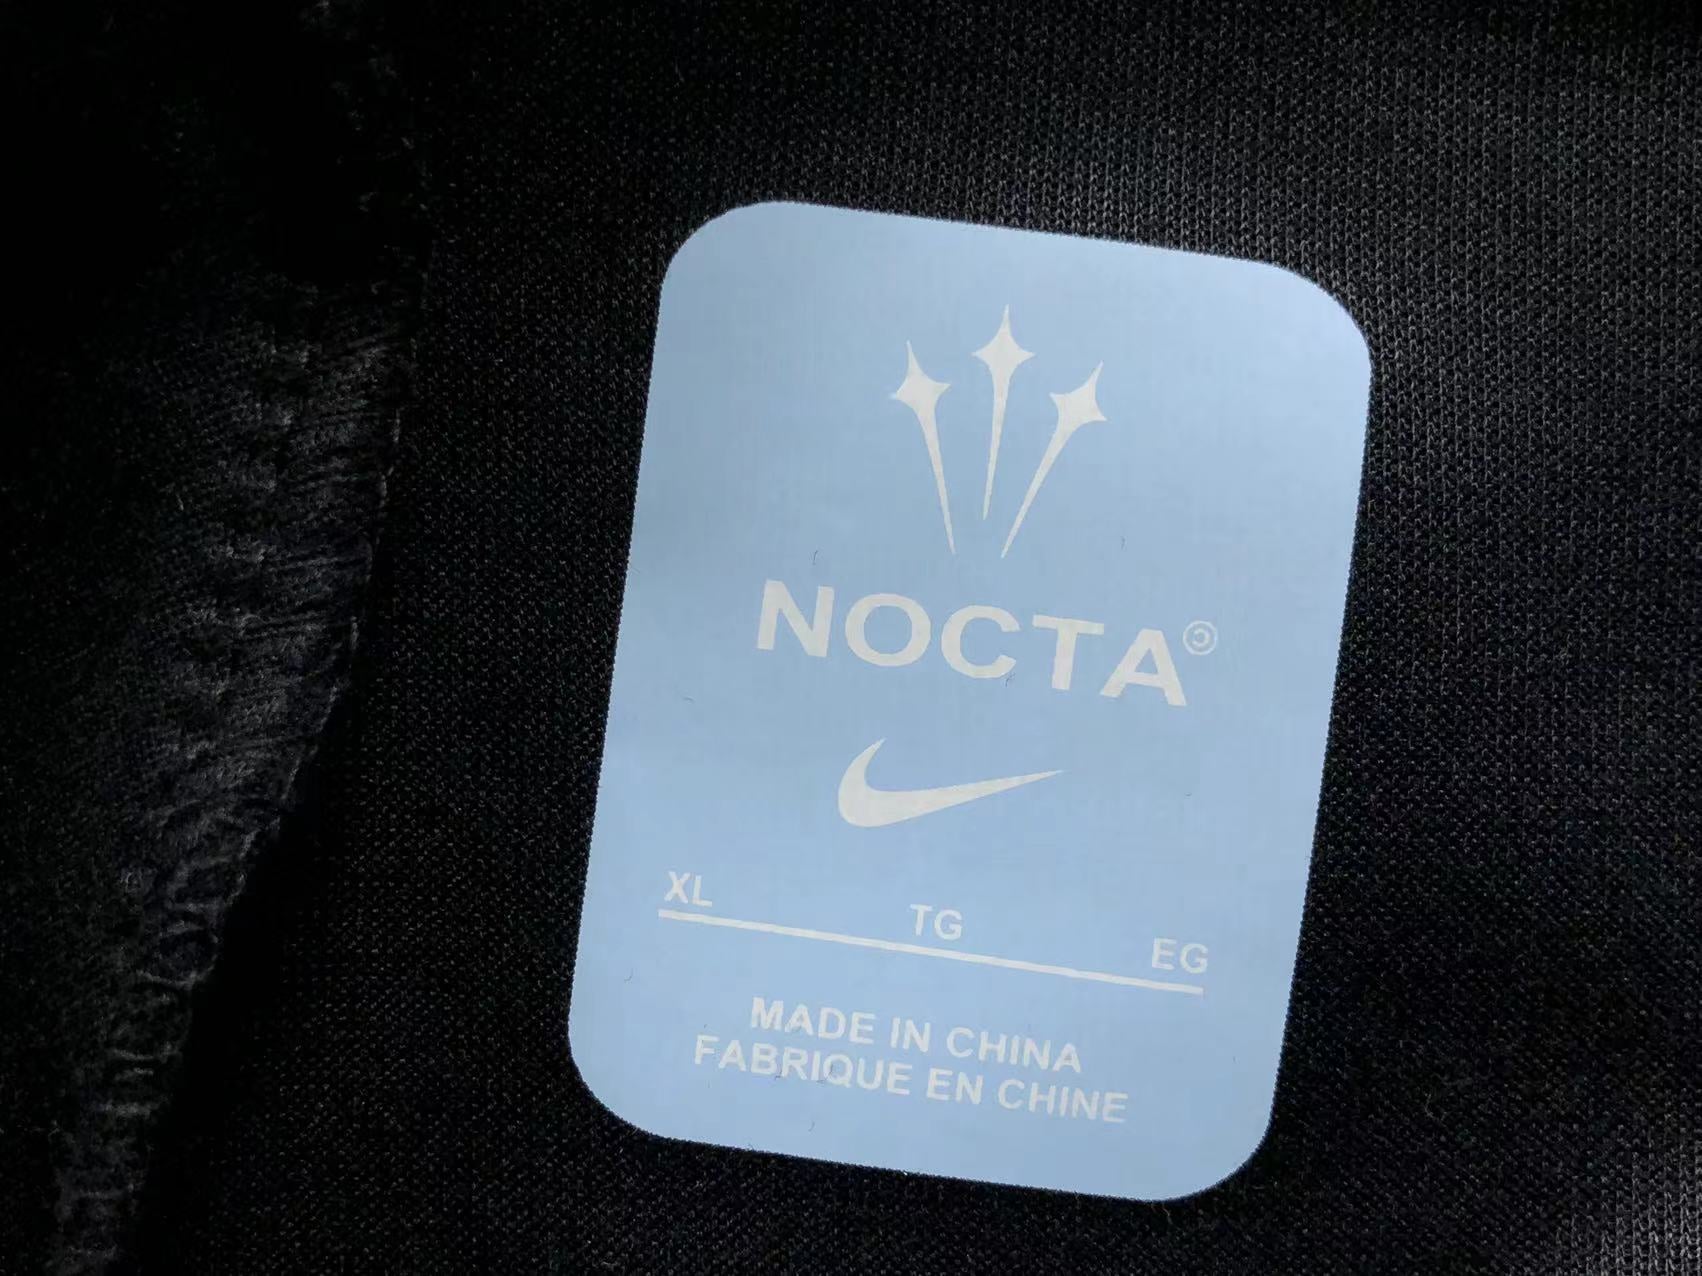 NOCTA©
XL TG EG
MADE IN CHINA
FABRIQUE EN CHINE